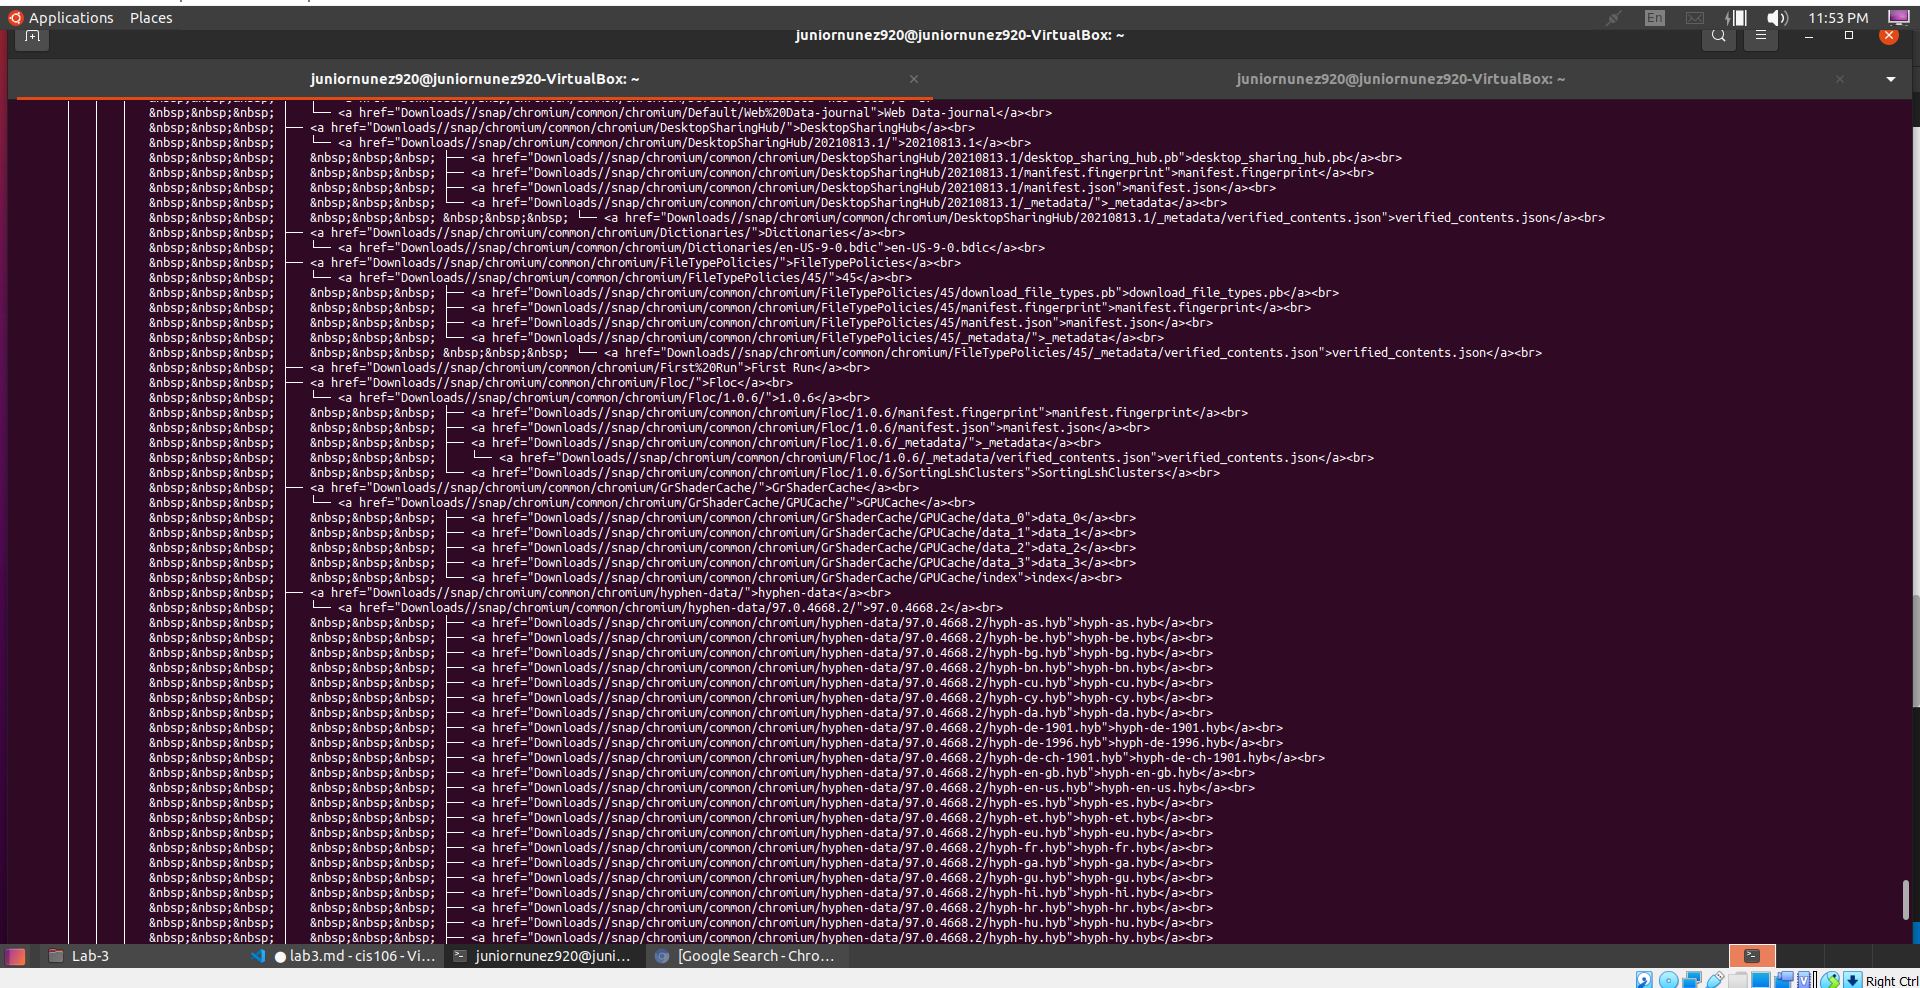 Applications Places En 11:53 PM
juniornunez920@juniornunez920-VirtualBox: ~
juniornunez920@juniornunez920-VirtualBox: ~ × juniornunez920@juniornunez920-VirtualBox: ~ ×
&nbsp;&nbsp;&nbsp; │   └── <a href="Downloads//snap/chromium/common/chromium/Default/Web%20Data-journal">Web Data-journal</a><br>
&nbsp;&nbsp;&nbsp; ├── <a href="Downloads//snap/chromium/common/chromium/DesktopSharingHub/">DesktopSharingHub</a><br>
&nbsp;&nbsp;&nbsp; │   └── <a href="Downloads//snap/chromium/common/chromium/DesktopSharingHub/20210813.1/">20210813.1</a><br>
&nbsp;&nbsp;&nbsp; │   &nbsp;&nbsp;&nbsp; ├── <a href="Downloads//snap/chromium/common/chromium/DesktopSharingHub/20210813.1/desktop_sharing_hub.pb">desktop_sharing_hub.pb</a><br>
&nbsp;&nbsp;&nbsp; │   &nbsp;&nbsp;&nbsp; ├── <a href="Downloads//snap/chromium/common/chromium/DesktopSharingHub/20210813.1/manifest.fingerprint">manifest.fingerprint</a><br>
&nbsp;&nbsp;&nbsp; │   &nbsp;&nbsp;&nbsp; ├── <a href="Downloads//snap/chromium/common/chromium/DesktopSharingHub/20210813.1/manifest.json">manifest.json</a><br>
&nbsp;&nbsp;&nbsp; │   &nbsp;&nbsp;&nbsp; └── <a href="Downloads//snap/chromium/common/chromium/DesktopSharingHub/20210813.1/_metadata/">_metadata</a><br>
&nbsp;&nbsp;&nbsp; │   &nbsp;&nbsp;&nbsp; &nbsp;&nbsp;&nbsp; └── <a href="Downloads//snap/chromium/common/chromium/DesktopSharingHub/20210813.1/_metadata/verified_contents.json">verified_contents.json</a><br>
&nbsp;&nbsp;&nbsp; ├── <a href="Downloads//snap/chromium/common/chromium/Dictionaries/">Dictionaries</a><br>
&nbsp;&nbsp;&nbsp; │   └── <a href="Downloads//snap/chromium/common/chromium/Dictionaries/en-US-9-0.bdic">en-US-9-0.bdic</a><br>
&nbsp;&nbsp;&nbsp; ├── <a href="Downloads//snap/chromium/common/chromium/FileTypePolicies/">FileTypePolicies</a><br>
&nbsp;&nbsp;&nbsp; │   └── <a href="Downloads//snap/chromium/common/chromium/FileTypePolicies/45/">45</a><br>
&nbsp;&nbsp;&nbsp; │   &nbsp;&nbsp;&nbsp; ├── <a href="Downloads//snap/chromium/common/chromium/FileTypePolicies/45/download_file_types.pb">download_file_types.pb</a><br>
&nbsp;&nbsp;&nbsp; │   &nbsp;&nbsp;&nbsp; ├── <a href="Downloads//snap/chromium/common/chromium/FileTypePolicies/45/manifest.fingerprint">manifest.fingerprint</a><br>
&nbsp;&nbsp;&nbsp; │   &nbsp;&nbsp;&nbsp; ├── <a href="Downloads//snap/chromium/common/chromium/FileTypePolicies/45/manifest.json">manifest.json</a><br>
&nbsp;&nbsp;&nbsp; │   &nbsp;&nbsp;&nbsp; └── <a href="Downloads//snap/chromium/common/chromium/FileTypePolicies/45/_metadata/">_metadata</a><br>
&nbsp;&nbsp;&nbsp; │   &nbsp;&nbsp;&nbsp; &nbsp;&nbsp;&nbsp; └── <a href="Downloads//snap/chromium/common/chromium/FileTypePolicies/45/_metadata/verified_contents.json">verified_contents.json</a><br>
&nbsp;&nbsp;&nbsp; ├── <a href="Downloads//snap/chromium/common/chromium/First%20Run">First Run</a><br>
&nbsp;&nbsp;&nbsp; ├── <a href="Downloads//snap/chromium/common/chromium/Floc/">Floc</a><br>
&nbsp;&nbsp;&nbsp; │   └── <a href="Downloads//snap/chromium/common/chromium/Floc/1.0.6/">1.0.6</a><br>
&nbsp;&nbsp;&nbsp; │   &nbsp;&nbsp;&nbsp; ├── <a href="Downloads//snap/chromium/common/chromium/Floc/1.0.6/manifest.fingerprint">manifest.fingerprint</a><br>
&nbsp;&nbsp;&nbsp; │   &nbsp;&nbsp;&nbsp; ├── <a href="Downloads//snap/chromium/common/chromium/Floc/1.0.6/manifest.json">manifest.json</a><br>
&nbsp;&nbsp;&nbsp; │   &nbsp;&nbsp;&nbsp; ├── <a href="Downloads//snap/chromium/common/chromium/Floc/1.0.6/_metadata/">_metadata</a><br>
&nbsp;&nbsp;&nbsp; │   &nbsp;&nbsp;&nbsp; │   └── <a href="Downloads//snap/chromium/common/chromium/Floc/1.0.6/_metadata/verified_contents.json">verified_contents.json</a><br>
&nbsp;&nbsp;&nbsp; │   &nbsp;&nbsp;&nbsp; └── <a href="Downloads//snap/chromium/common/chromium/Floc/1.0.6/SortingLshClusters">SortingLshClusters</a><br>
&nbsp;&nbsp;&nbsp; ├── <a href="Downloads//snap/chromium/common/chromium/GrShaderCache/">GrShaderCache</a><br>
&nbsp;&nbsp;&nbsp; │   └── <a href="Downloads//snap/chromium/common/chromium/GrShaderCache/GPUCache/">GPUCache</a><br>
&nbsp;&nbsp;&nbsp; │   &nbsp;&nbsp;&nbsp; ├── <a href="Downloads//snap/chromium/common/chromium/GrShaderCache/GPUCache/data_0">data_0</a><br>
&nbsp;&nbsp;&nbsp; │   &nbsp;&nbsp;&nbsp; ├── <a href="Downloads//snap/chromium/common/chromium/GrShaderCache/GPUCache/data_1">data_1</a><br>
&nbsp;&nbsp;&nbsp; │   &nbsp;&nbsp;&nbsp; ├── <a href="Downloads//snap/chromium/common/chromium/GrShaderCache/GPUCache/data_2">data_2</a><br>
&nbsp;&nbsp;&nbsp; │   &nbsp;&nbsp;&nbsp; ├── <a href="Downloads//snap/chromium/common/chromium/GrShaderCache/GPUCache/data_3">data_3</a><br>
&nbsp;&nbsp;&nbsp; │   &nbsp;&nbsp;&nbsp; └── <a href="Downloads//snap/chromium/common/chromium/GrShaderCache/GPUCache/index">index</a><br>
&nbsp;&nbsp;&nbsp; ├── <a href="Downloads//snap/chromium/common/chromium/hyphen-data/">hyphen-data</a><br>
&nbsp;&nbsp;&nbsp; │   └── <a href="Downloads//snap/chromium/common/chromium/hyphen-data/97.0.4668.2/">97.0.4668.2</a><br>
&nbsp;&nbsp;&nbsp; │   &nbsp;&nbsp;&nbsp; ├── <a href="Downloads//snap/chromium/common/chromium/hyphen-data/97.0.4668.2/hyph-as.hyb">hyph-as.hyb</a><br>
&nbsp;&nbsp;&nbsp; │   &nbsp;&nbsp;&nbsp; ├── <a href="Downloads//snap/chromium/common/chromium/hyphen-data/97.0.4668.2/hyph-be.hyb">hyph-be.hyb</a><br>
&nbsp;&nbsp;&nbsp; │   &nbsp;&nbsp;&nbsp; ├── <a href="Downloads//snap/chromium/common/chromium/hyphen-data/97.0.4668.2/hyph-bg.hyb">hyph-bg.hyb</a><br>
&nbsp;&nbsp;&nbsp; │   &nbsp;&nbsp;&nbsp; ├── <a href="Downloads//snap/chromium/common/chromium/hyphen-data/97.0.4668.2/hyph-bn.hyb">hyph-bn.hyb</a><br>
&nbsp;&nbsp;&nbsp; │   &nbsp;&nbsp;&nbsp; ├── <a href="Downloads//snap/chromium/common/chromium/hyphen-data/97.0.4668.2/hyph-cu.hyb">hyph-cu.hyb</a><br>
&nbsp;&nbsp;&nbsp; │   &nbsp;&nbsp;&nbsp; ├── <a href="Downloads//snap/chromium/common/chromium/hyphen-data/97.0.4668.2/hyph-cy.hyb">hyph-cy.hyb</a><br>
&nbsp;&nbsp;&nbsp; │   &nbsp;&nbsp;&nbsp; ├── <a href="Downloads//snap/chromium/common/chromium/hyphen-data/97.0.4668.2/hyph-da.hyb">hyph-da.hyb</a><br>
&nbsp;&nbsp;&nbsp; │   &nbsp;&nbsp;&nbsp; ├── <a href="Downloads//snap/chromium/common/chromium/hyphen-data/97.0.4668.2/hyph-de-1901.hyb">hyph-de-1901.hyb</a><br>
&nbsp;&nbsp;&nbsp; │   &nbsp;&nbsp;&nbsp; ├── <a href="Downloads//snap/chromium/common/chromium/hyphen-data/97.0.4668.2/hyph-de-1996.hyb">hyph-de-1996.hyb</a><br>
&nbsp;&nbsp;&nbsp; │   &nbsp;&nbsp;&nbsp; ├── <a href="Downloads//snap/chromium/common/chromium/hyphen-data/97.0.4668.2/hyph-de-ch-1901.hyb">hyph-de-ch-1901.hyb</a><br>
&nbsp;&nbsp;&nbsp; │   &nbsp;&nbsp;&nbsp; ├── <a href="Downloads//snap/chromium/common/chromium/hyphen-data/97.0.4668.2/hyph-en-gb.hyb">hyph-en-gb.hyb</a><br>
&nbsp;&nbsp;&nbsp; │   &nbsp;&nbsp;&nbsp; ├── <a href="Downloads//snap/chromium/common/chromium/hyphen-data/97.0.4668.2/hyph-en-us.hyb">hyph-en-us.hyb</a><br>
&nbsp;&nbsp;&nbsp; │   &nbsp;&nbsp;&nbsp; ├── <a href="Downloads//snap/chromium/common/chromium/hyphen-data/97.0.4668.2/hyph-es.hyb">hyph-es.hyb</a><br>
&nbsp;&nbsp;&nbsp; │   &nbsp;&nbsp;&nbsp; ├── <a href="Downloads//snap/chromium/common/chromium/hyphen-data/97.0.4668.2/hyph-et.hyb">hyph-et.hyb</a><br>
&nbsp;&nbsp;&nbsp; │   &nbsp;&nbsp;&nbsp; ├── <a href="Downloads//snap/chromium/common/chromium/hyphen-data/97.0.4668.2/hyph-eu.hyb">hyph-eu.hyb</a><br>
&nbsp;&nbsp;&nbsp; │   &nbsp;&nbsp;&nbsp; ├── <a href="Downloads//snap/chromium/common/chromium/hyphen-data/97.0.4668.2/hyph-fr.hyb">hyph-fr.hyb</a><br>
&nbsp;&nbsp;&nbsp; │   &nbsp;&nbsp;&nbsp; ├── <a href="Downloads//snap/chromium/common/chromium/hyphen-data/97.0.4668.2/hyph-ga.hyb">hyph-ga.hyb</a><br>
&nbsp;&nbsp;&nbsp; │   &nbsp;&nbsp;&nbsp; ├── <a href="Downloads//snap/chromium/common/chromium/hyphen-data/97.0.4668.2/hyph-gu.hyb">hyph-gu.hyb</a><br>
&nbsp;&nbsp;&nbsp; │   &nbsp;&nbsp;&nbsp; ├── <a href="Downloads//snap/chromium/common/chromium/hyphen-data/97.0.4668.2/hyph-hi.hyb">hyph-hi.hyb</a><br>
&nbsp;&nbsp;&nbsp; │   &nbsp;&nbsp;&nbsp; ├── <a href="Downloads//snap/chromium/common/chromium/hyphen-data/97.0.4668.2/hyph-hr.hyb">hyph-hr.hyb</a><br>
&nbsp;&nbsp;&nbsp; │   &nbsp;&nbsp;&nbsp; ├── <a href="Downloads//snap/chromium/common/chromium/hyphen-data/97.0.4668.2/hyph-hu.hyb">hyph-hu.hyb</a><br>
&nbsp;&nbsp;&nbsp; │   &nbsp;&nbsp;&nbsp; ├── <a href="Downloads//snap/chromium/common/chromium/hyphen-data/97.0.4668.2/hyph-hy.hyb">hyph-hy.hyb</a><br>
Lab-3 ● lab3.md - cis106 - Vi... juniornunez920@juni... [Google Search - Chro...
Right Ctrl